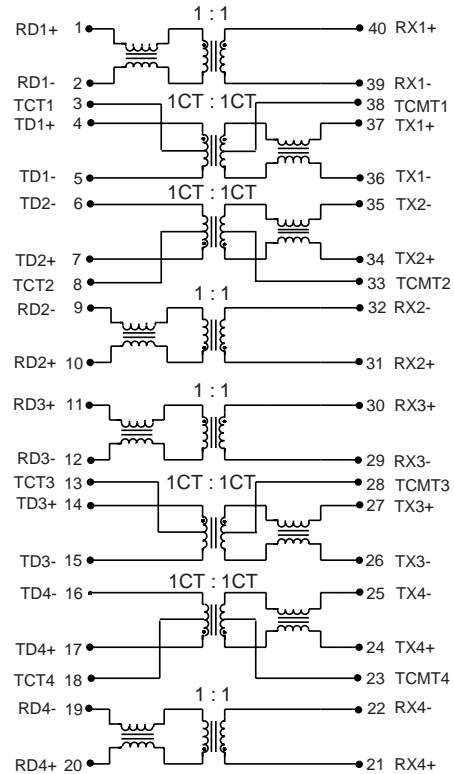 1 : 1
RD1+ 1 40 RX1+
RD1- 2 39 RX1-
TCT1 3 1CT : 1CT 38 TCMT1
TD1+ 4 37 TX1+
TD1- 5 36 TX1-
1CT : 1CT
TD2- 6 35 TX2-
TD2+ 7 34 TX2+
TCT2 8 33 TCMT2
1 : 1
RD2- 9 32 RX2-
RD2+ 10 31 RX2+
1 : 1
RD3+ 11 30 RX3+
RD3- 12 29 RX3-
TCT3 13 1CT : 1CT 28 TCMT3
TD3+ 14 27 TX3+
TD3- 15 26 TX3-
1CT : 1CT
TD4- 16 25 TX4-
TD4+ 17 24 TX4+
TCT4 18 23 TCMT4
1 : 1
RD4- 19 22 RX4-
RD4+ 20 21 RX4+